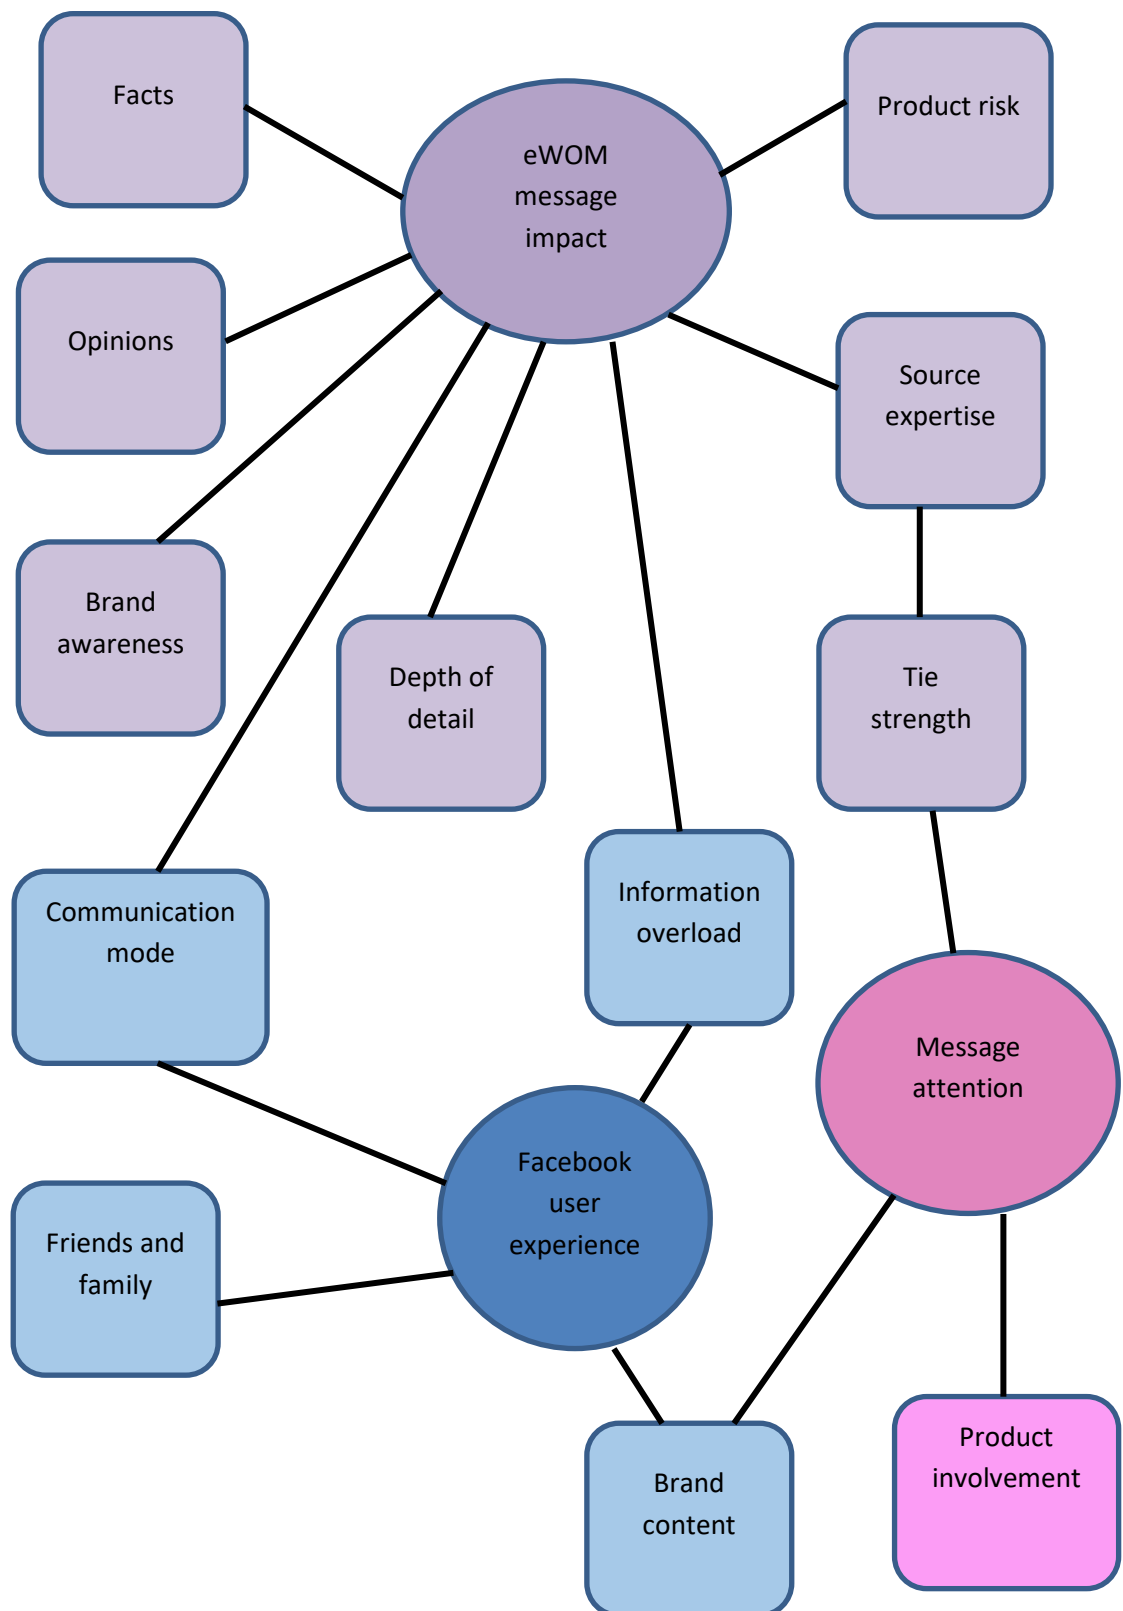 Facts
eWOM
message
impact
Product risk
Opinions
Source
expertise
Brand
awareness
Depth of
detail
Tie
strength
Communication
mode
Information
overload
Message
attention
Facebook
user
experience
Friends and
family
Product
involvement
Brand
content